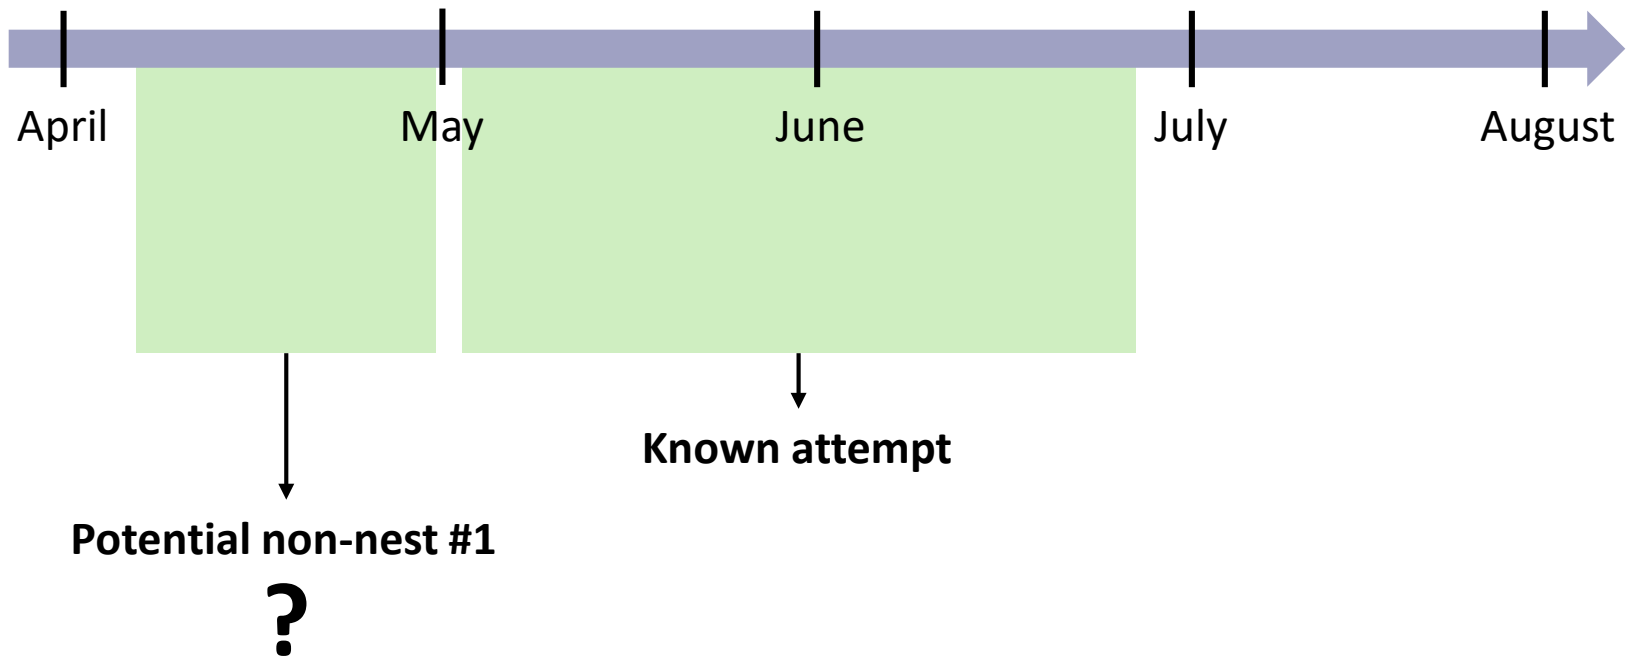 April
May
June
July
August
Known attempt
Potential non-nest #1
?